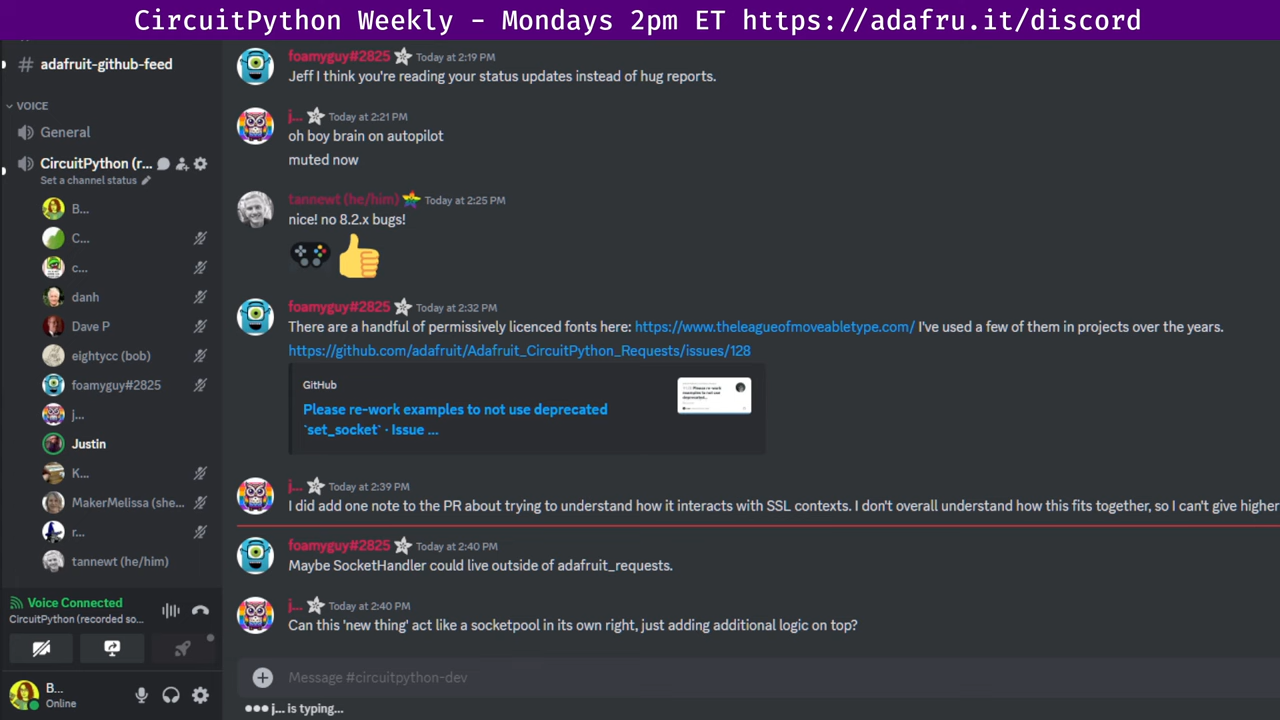 CircuitPython Weekly - Mondays 2pm ET https://adafru.it/discord
# adafruit-github-feed
VOICE
General
CircuitPython (r...
Set a channel status
B...
C...
c...
danh
Dave P
eightycc (bob)
foamyguy#2825
j...
Justin
K...
MakerMelissa (she...
r...
tannewt (he/him)
Voice Connected
CircuitPython (recorded so...
B...
Online
foamyguy#2825 Today at 2:19 PM
Jeff I think you're reading your status updates instead of hug reports.
j... Today at 2:21 PM
oh boy brain on autopilot
muted now
tannewt (he/him) Today at 2:25 PM
nice! no 8.2.x bugs!
foamyguy#2825 Today at 2:32 PM
There are a handful of permissively licenced fonts here: https://www.theleagueofmoveabletype.com/ I've used a few of them in projects over the years.
https://github.com/adafruit/Adafruit_CircuitPython_Requests/issues/128
GitHub
Please re-work examples to not use deprecated
`set_socket` · Issue ...
j... Today at 2:39 PM
I did add one note to the PR about trying to understand how it interacts with SSL contexts. I don't overall understand how this fits together, so I can't give higher
foamyguy#2825 Today at 2:40 PM
Maybe SocketHandler could live outside of adafruit_requests.
j... Today at 2:40 PM
Can this 'new thing' act like a socketpool in its own right, just adding additional logic on top?
Message #circuitpython-dev
j... is typing...